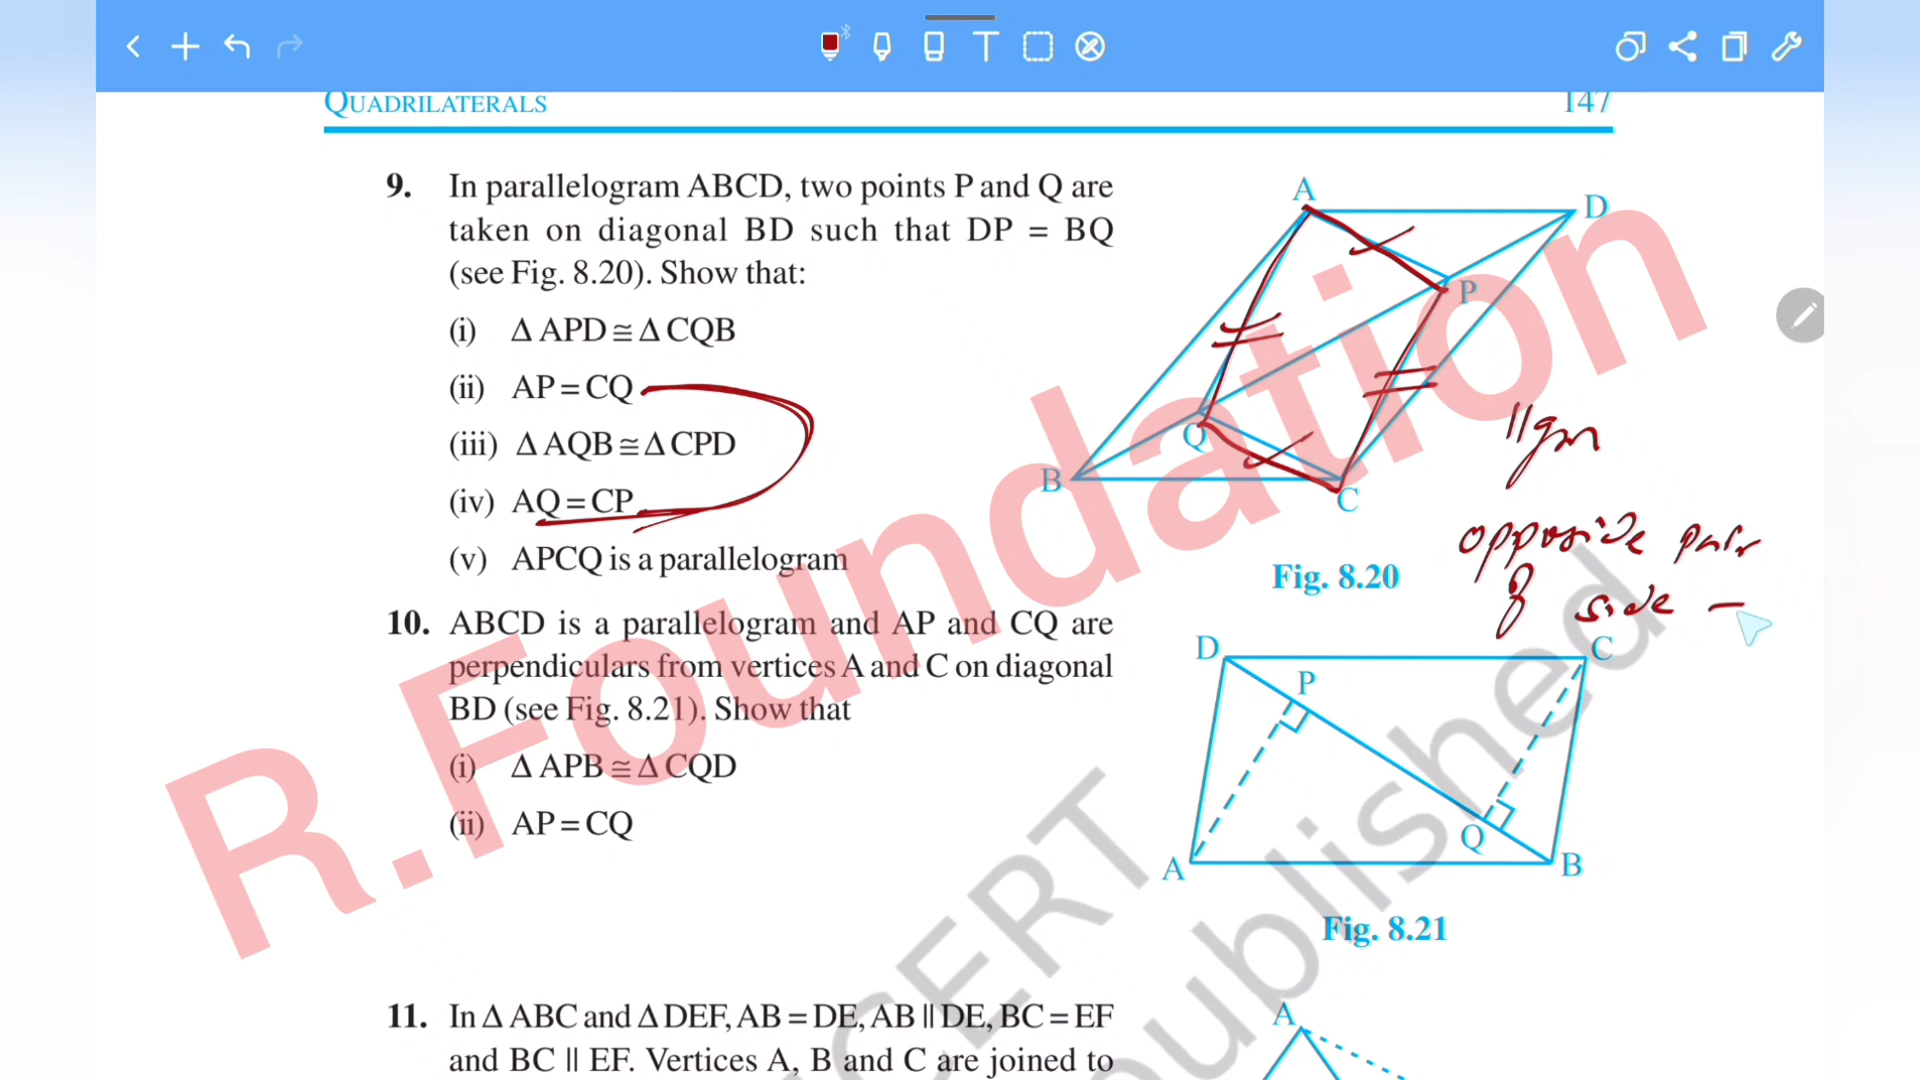 QUADRILATERALS 147
9. In parallelogram ABCD, two points P and Q are
taken on diagonal BD such that DP = BQ
(see Fig. 8.20). Show that:
(i) Δ APD ≅ Δ CQB
(ii) AP = CQ
(iii) Δ AQB ≅ Δ CPD
(iv) AQ = CP
(v) APCQ is a parallelogram
A
D
P
Q
B
C
Fig. 8.20
||gm
opposite pair
of side –
10. ABCD is a parallelogram and AP and CQ are
perpendiculars from vertices A and C on diagonal
BD (see Fig. 8.21). Show that
(i) Δ APB ≅ Δ CQD
(ii) AP = CQ
D
C
P
Q
A
B
Fig. 8.21
11. In Δ ABC and Δ DEF, AB = DE, AB || DE, BC = EF
and BC || EF. Vertices A, B and C are joined to
A
R.Foundation